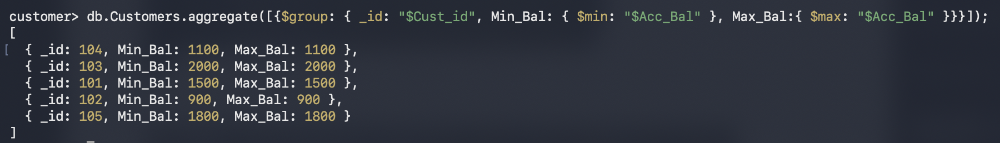 customer> db.Customers.aggregate([{$group: { _id: "$Cust_id", Min_Bal: { $min: "$Acc_Bal" }, Max_Bal:{ $max: "$Acc_Bal" }}}]);
[
[  { _id: 104, Min_Bal: 1100, Max_Bal: 1100 },
  { _id: 103, Min_Bal: 2000, Max_Bal: 2000 },
  { _id: 101, Min_Bal: 1500, Max_Bal: 1500 },
  { _id: 102, Min_Bal: 900, Max_Bal: 900 },
  { _id: 105, Min_Bal: 1800, Max_Bal: 1800 }
]